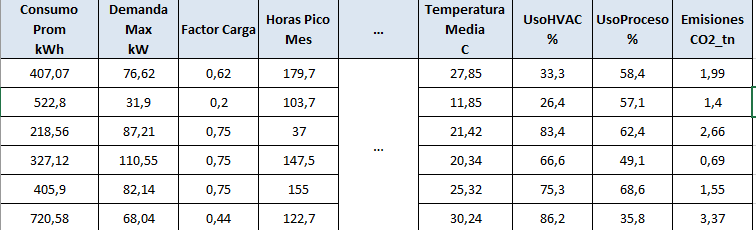 Consumo Prom kWh	Demanda Max kW	Factor Carga	Horas Pico Mes	...	Temperatura Media C	UsoHVAC %	UsoProceso %	Emisiones CO2_tn
407,07	76,62	0,62	179,7	27,85	33,3	58,4	1,99
522,8	31,9	0,2	103,7	11,85	26,4	57,1	1,4
218,56	87,21	0,75	37	...	21,42	83,4	62,4	2,66
327,12	110,55	0,75	147,5	20,34	66,6	49,1	0,69
405,9	82,14	0,75	155	25,32	75,3	68,6	1,55
720,58	68,04	0,44	122,7	30,24	86,2	35,8	3,37